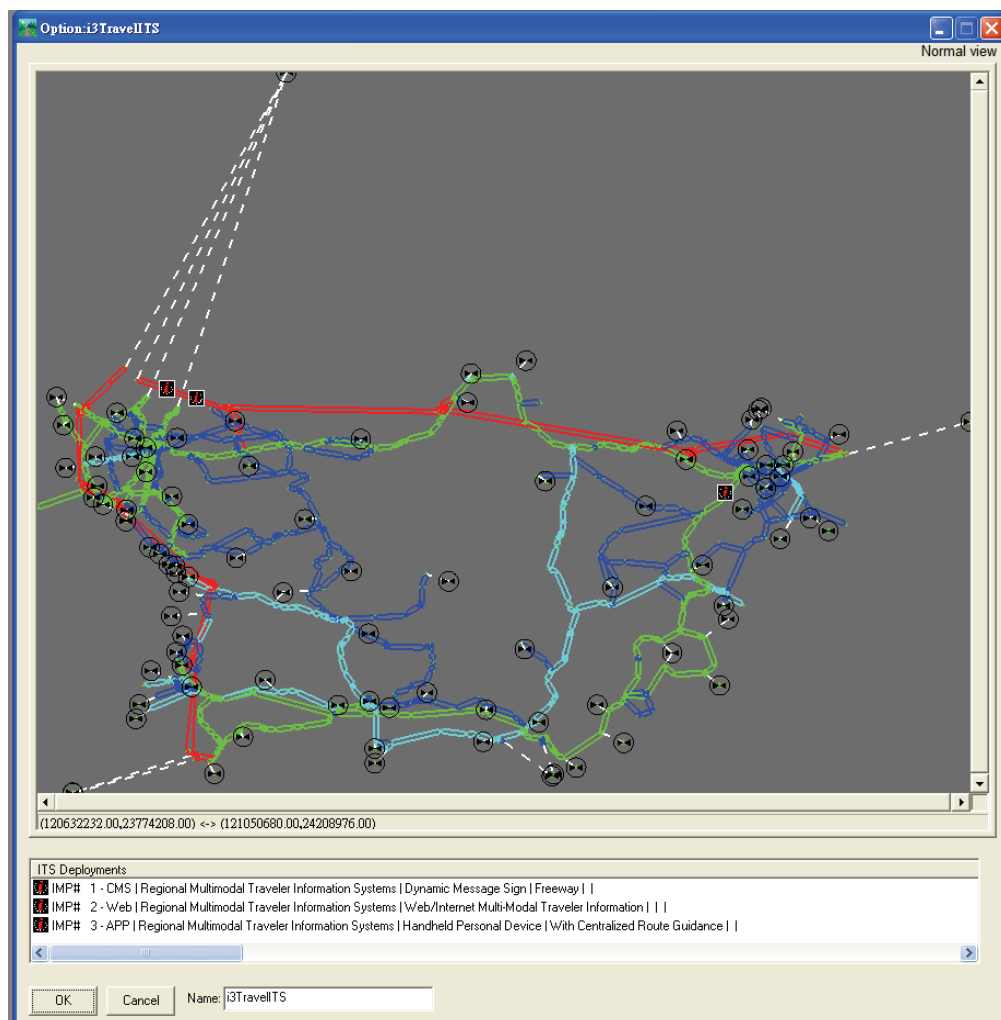 Option:i3TravelITS
Normal view
(120632232.00,23774208.00) <-> (121050680.00,24208976.00)
ITS Deployments
IMP# 1 - CMS | Regional Multimodal Traveler Information Systems | Dynamic Message Sign | Freeway | |
IMP# 2 - Web | Regional Multimodal Traveler Information Systems | Web/Internet Multi-Modal Traveler Information | | |
IMP# 3 - APP | Regional Multimodal Traveler Information Systems | Handheld Personal Device | With Centralized Route Guidance | |
OK Cancel Name: i3TravelITS